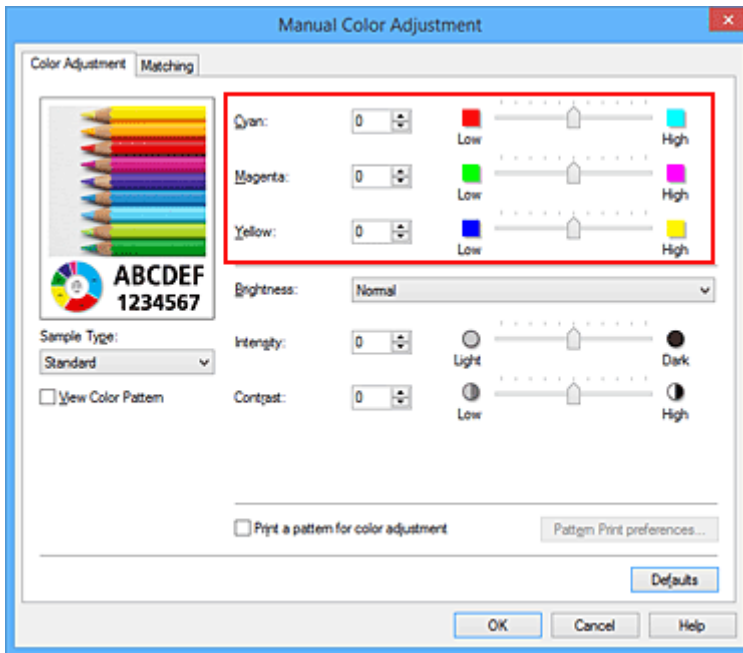 Manual Color Adjustment
Color Adjustment Matching
Cyan: 0 Low High
Magenta: 0 Low High
Yellow: 0 Low High
ABCDEF
1234567
Brightness: Normal
Sample Type:
Standard
Intensity: 0 Light Dark
View Color Pattern
Contrast: 0 Low High
Print a pattern for color adjustment Pattern Print preferences...
Defaults
OK Cancel Help